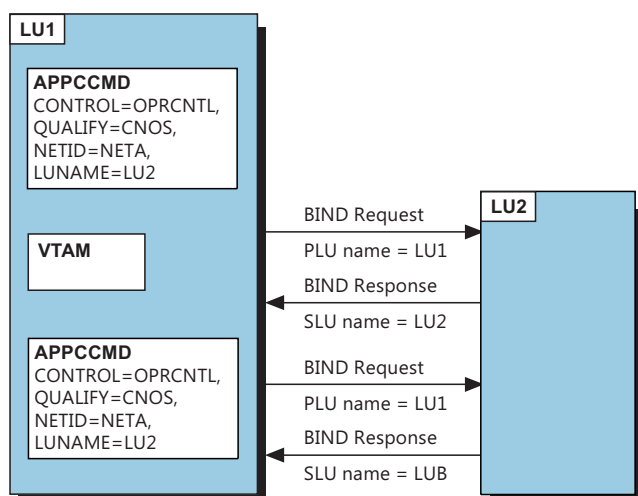 LU1
APPCCMD
CONTROL=OPRCNTL,
QUALIFY=CNOS,
NETID=NETA,
LUNAME=LU2
VTAM
APPCCMD
CONTROL=OPRCNTL,
QUALIFY=CNOS,
NETID=NETA,
LUNAME=LU2
BIND Request
PLU name = LU1
BIND Response
SLU name = LU2
BIND Request
PLU name = LU1
BIND Response
SLU name = LUB
LU2